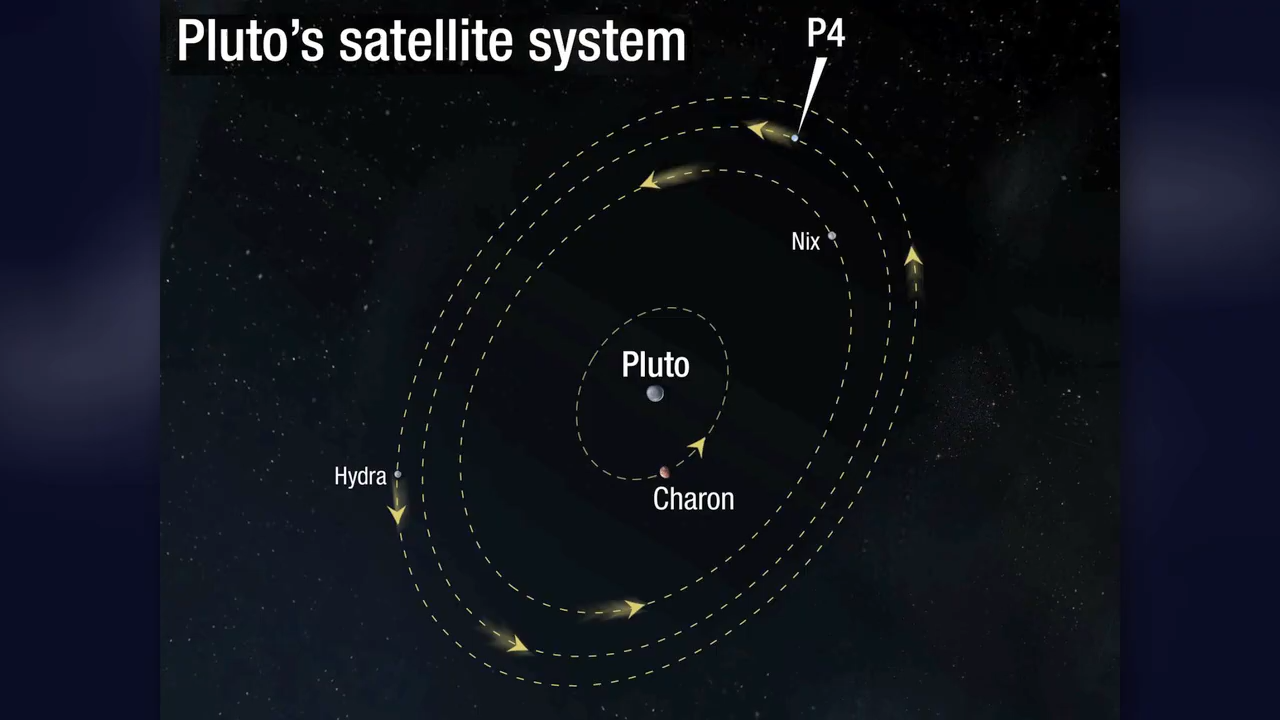 Pluto’s satellite system
P4
Nix
Pluto
Hydra
Charon